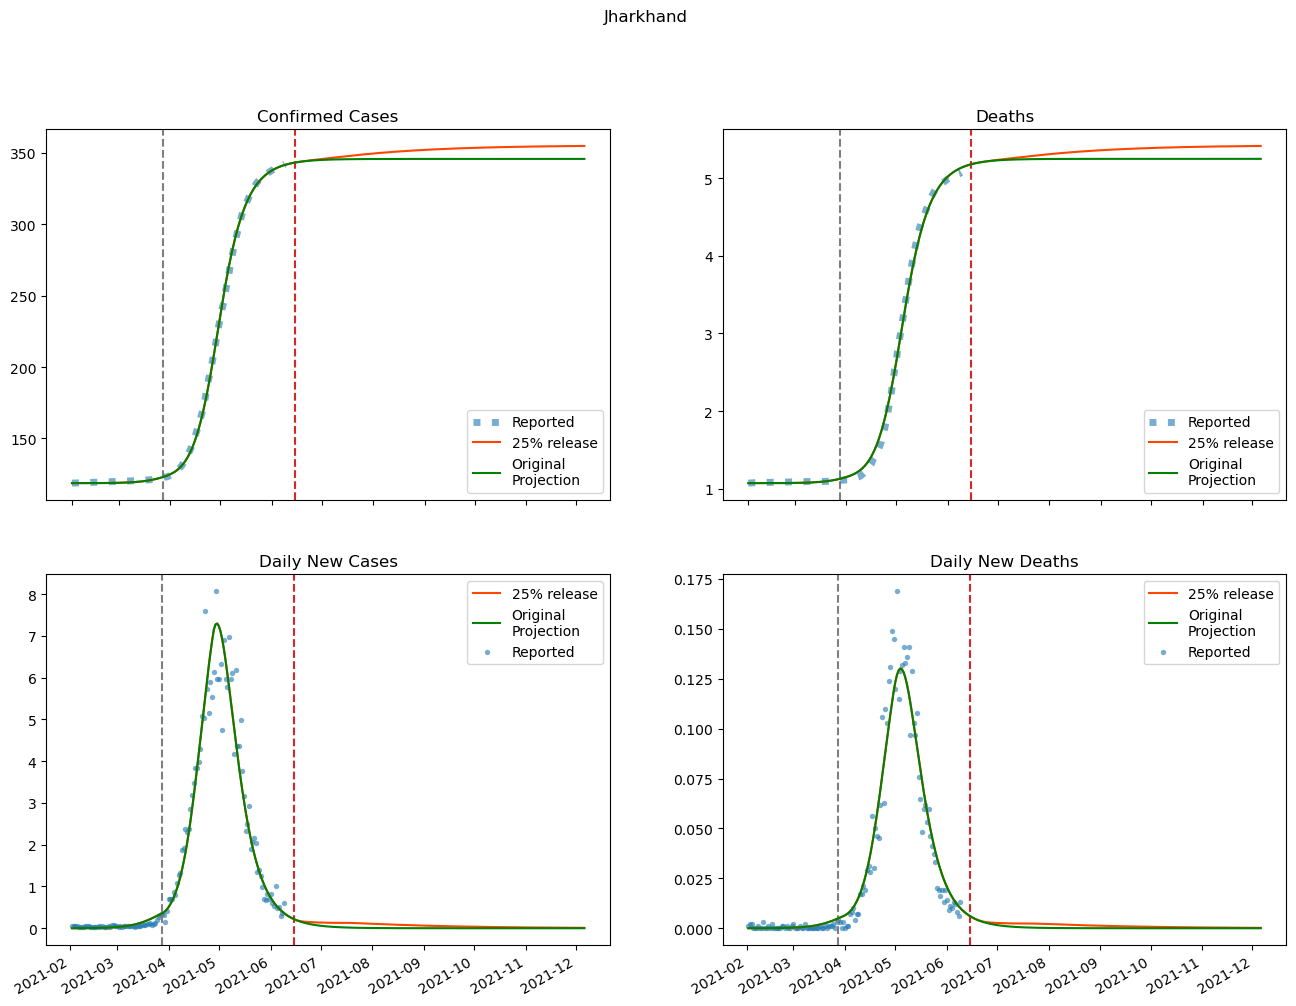 Jharkhand
Confirmed Cases
350
300
250
200
150
Reported
25% release
Original
Projection
Deaths
5
4
3
2
1
Reported
25% release
Original
Projection
Daily New Cases
8
7
6
5
4
3
2
1
0
25% release
Original
Projection
Reported
2021-02
2021-03
2021-04
2021-05
2021-06
2021-07
2021-08
2021-09
2021-10
2021-11
2021-12
Daily New Deaths
0.175
0.150
0.125
0.100
0.075
0.050
0.025
0.000
25% release
Original
Projection
Reported
2021-02
2021-03
2021-04
2021-05
2021-06
2021-07
2021-08
2021-09
2021-10
2021-11
2021-12